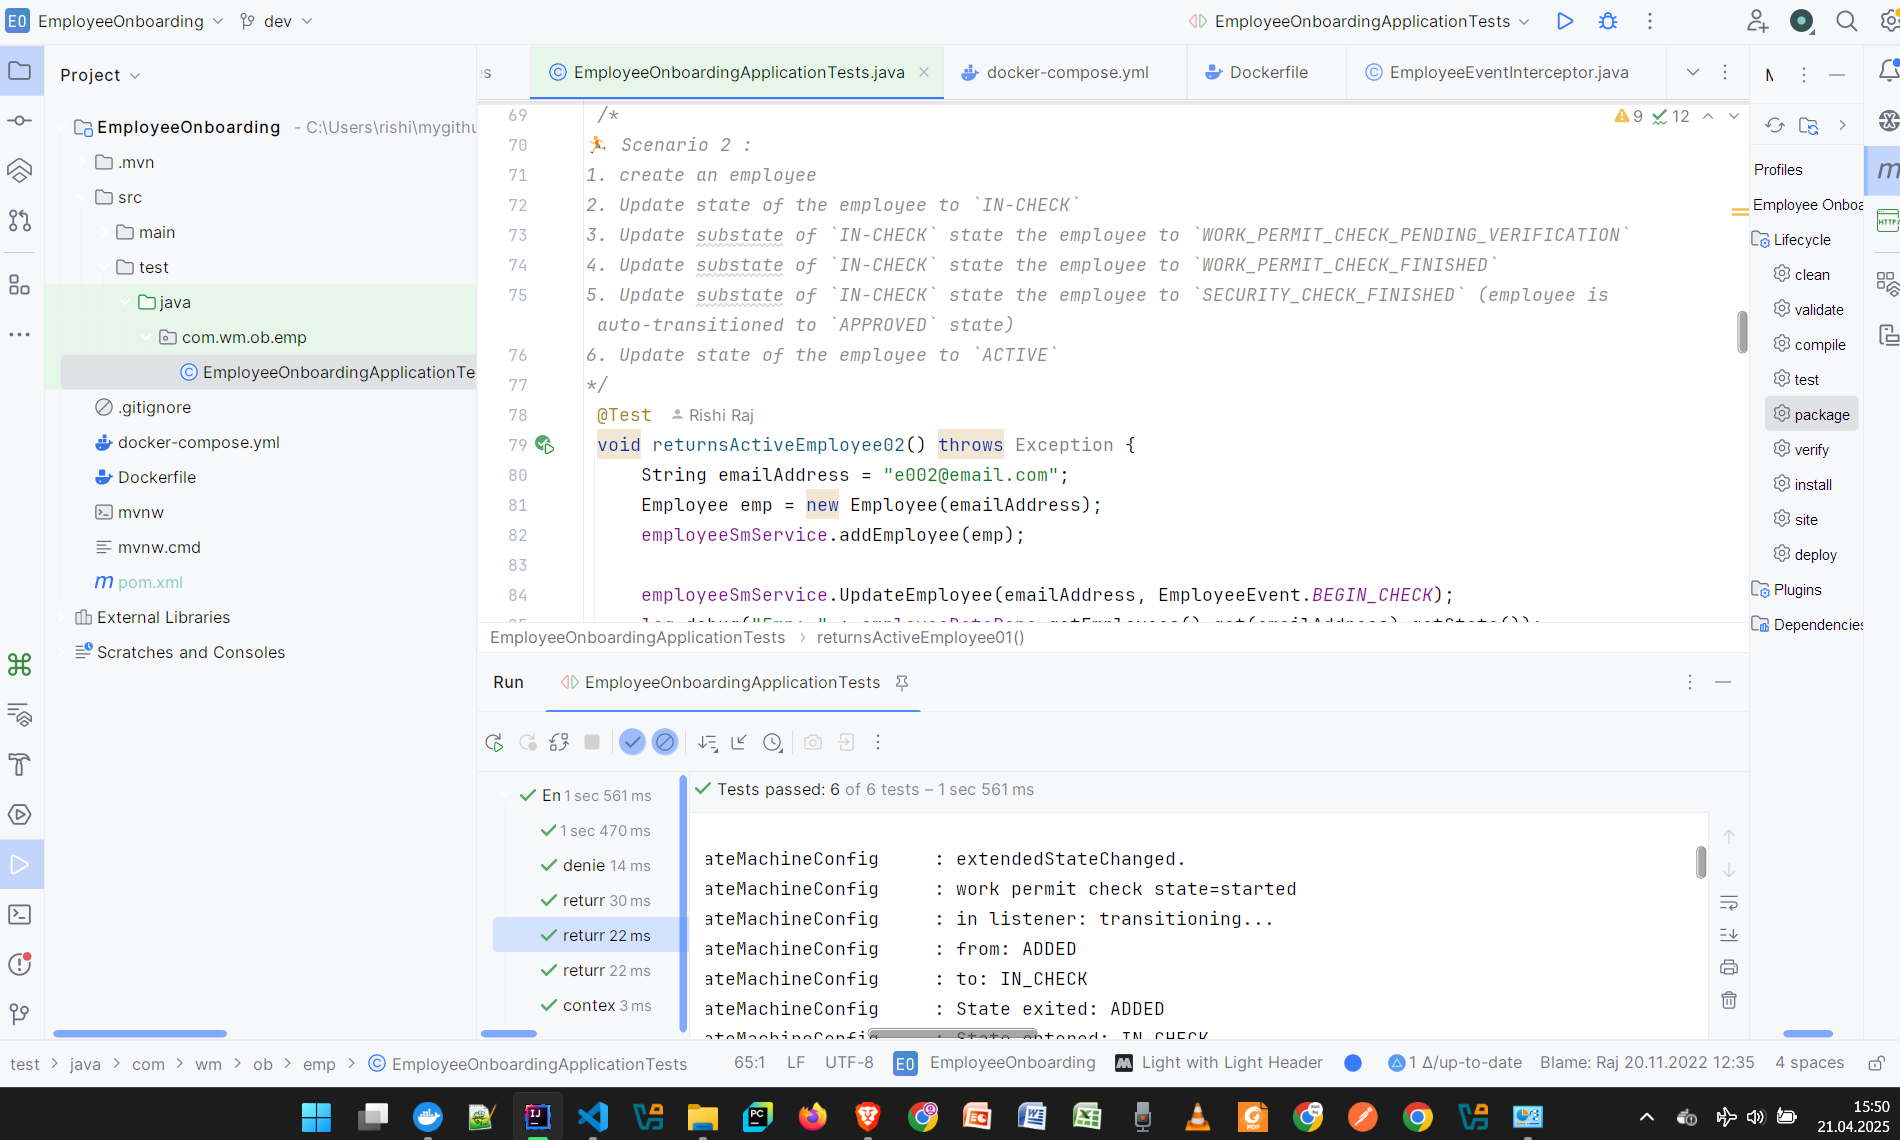 EO EmployeeOnboarding dev EmployeeOnboardingApplicationTests
Project
EmployeeOnboarding - C:\Users\rishi\mygithu
.mvn
src
main
test
java
com.wm.ob.emp
EmployeeOnboardingApplicationTe
.gitignore
docker-compose.yml
Dockerfile
mvnw
mvnw.cmd
pom.xml
External Libraries
Scratches and Consoles
EmployeeOnboardingApplicationTests.java docker-compose.yml Dockerfile EmployeeEventInterceptor.java
9 12
69 /*
70 🏃 Scenario 2 :
71 1. create an employee
72 2. Update state of the employee to `IN-CHECK`
73 3. Update substate of `IN-CHECK` state the employee to `WORK_PERMIT_CHECK_PENDING_VERIFICATION`
74 4. Update substate of `IN-CHECK` state the employee to `WORK_PERMIT_CHECK_FINISHED`
75 5. Update substate of `IN-CHECK` state the employee to `SECURITY_CHECK_FINISHED` (employee is
auto-transitioned to `APPROVED` state)
76 6. Update state of the employee to `ACTIVE`
77 */
78 @Test Rishi Raj
79 void returnsActiveEmployee02() throws Exception {
80 String emailAddress = "e002@email.com";
81 Employee emp = new Employee(emailAddress);
82 employeeSmService.addEmployee(emp);
83
84 employeeSmService.UpdateEmployee(emailAddress, EmployeeEvent.BEGIN_CHECK);
EmployeeOnboardingApplicationTests > returnsActiveEmployee01()
Profiles
Employee Onboa
Lifecycle
clean
validate
compile
test
package
verify
install
site
deploy
Plugins
Dependencies
HTTP
Run EmployeeOnboardingApplicationTests
En 1 sec 561 ms
1 sec 470 ms
denie 14 ms
returr 30 ms
returr 22 ms
returr 22 ms
contex 3 ms
Tests passed: 6 of 6 tests – 1 sec 561 ms
ateMachineConfig : extendedStateChanged.
ateMachineConfig : work permit check state=started
ateMachineConfig : in listener: transitioning...
ateMachineConfig : from: ADDED
ateMachineConfig : to: IN_CHECK
ateMachineConfig : State exited: ADDED
ateMachineConfig : State entered: IN_CHECK
test > java > com > wm > ob > emp > EmployeeOnboardingApplicationTests 65:1 LF UTF-8 EO EmployeeOnboarding Light with Light Header 1 Δ/up-to-date Blame: Raj 20.11.2022 12:35 4 spaces
15:50
21.04.2025